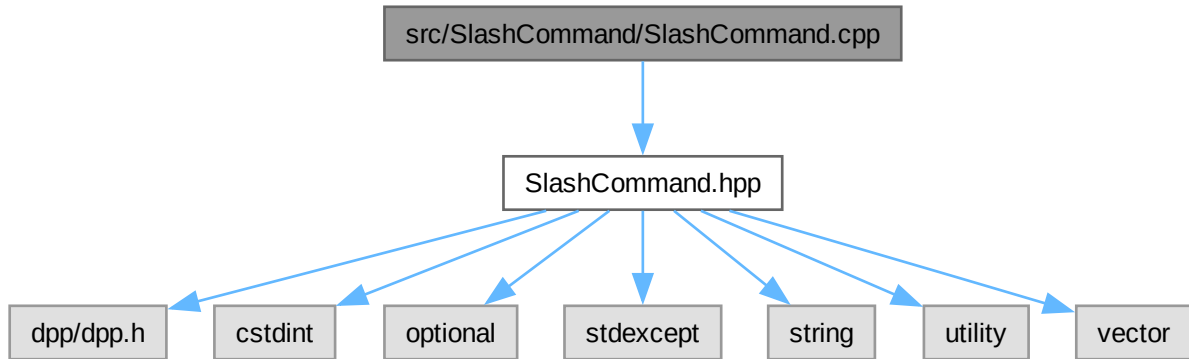 src/SlashCommand/SlashCommand.cpp
SlashCommand.hpp
dpp/dpp.h
cstdint
optional
stdexcept
string
utility
vector